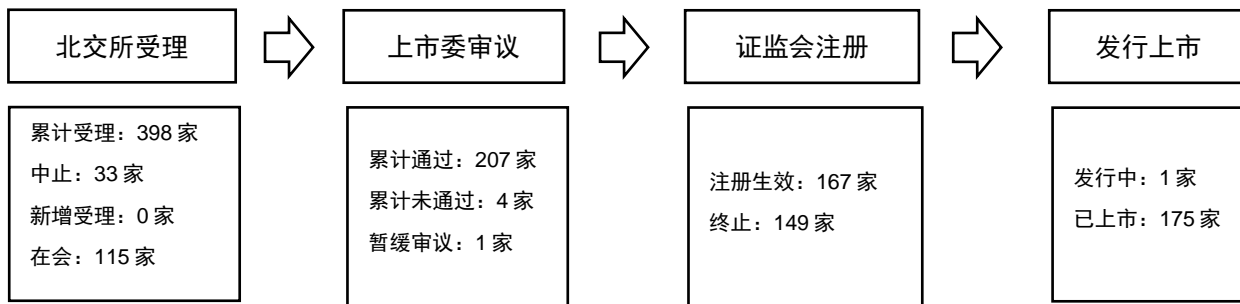 北交所受理
上市委审议
证监会注册
发行上市
累计受理：398 家
中止：33 家
新增受理：0 家
在会：115 家
累计通过：207 家
累计未通过：4 家
暂缓审议：1 家
注册生效：167 家
终止：149 家
发行中：1 家
已上市：175 家